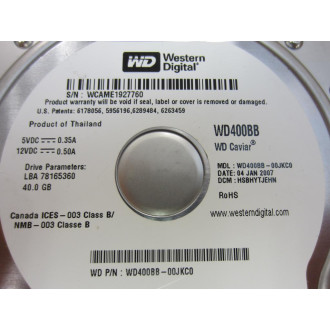 WD Western Digital®
S/N: WCAME1927760
Product warranty will be void if any seal, label or cover is removed or damaged.
U.S. Patents: 6178056, 5956196, 6289484, 6263459
Product of Thailand
5VDC ⎓ 0.35A
12VDC ⎓ 0.50A
Drive Parameters:
LBA 78165360
40.0 GB
Canada ICES-003 Class B/
NMB-003 Classe B
WD400BB
WD Caviar®
MDL: WD400BB-00JKC0
DATE: 04 JAN 2007
DCM: HSBHYTJEHN
RoHS
www.westerndigital.com
WD P/N: WD400BB-00JKC0